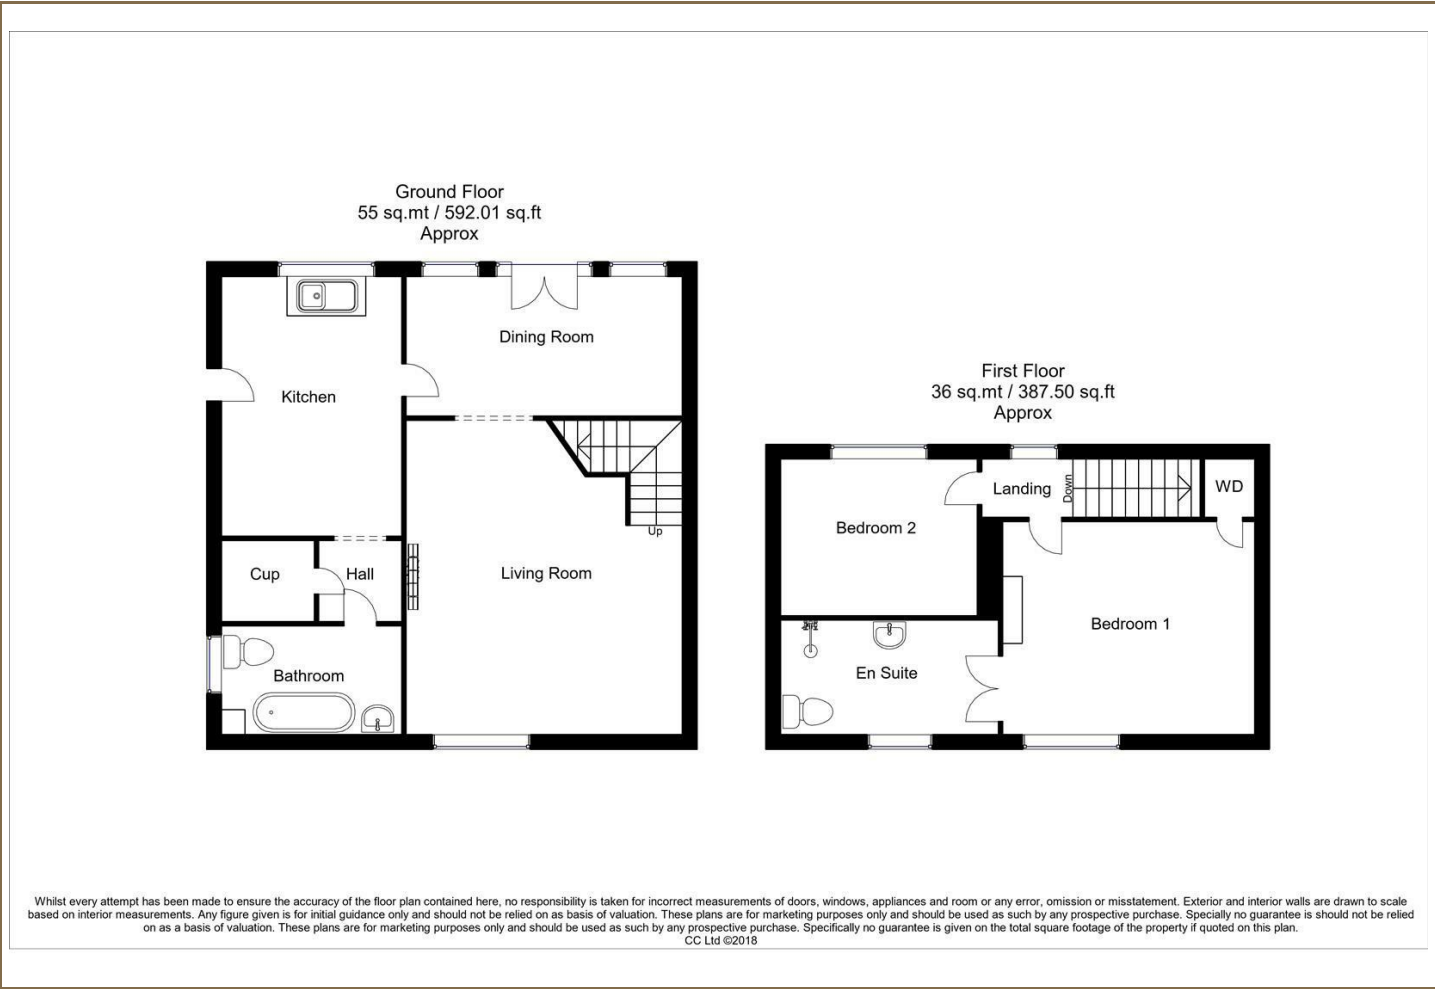 Ground Floor
55 sq.mt / 592.01 sq.ft
Approx
Dining Room
Kitchen
Up
Cup
Hall
Living Room
Bathroom
First Floor
36 sq.mt / 387.50 sq.ft
Approx
Landing
Down
WD
Bedroom 2
Bedroom 1
En Suite
Whilst every attempt has been made to ensure the accuracy of the floor plan contained here, no responsibility is taken for incorrect measurements of doors, windows, appliances and room or any error, omission or misstatement. Exterior and interior walls are drawn to scale
based on interior measurements. Any figure given is for initial guidance only and should not be relied on as basis of valuation. These plans are for marketing purposes only and should be used as such by any prospective purchase. Specially no guarantee is should not be relied
on as a basis of valuation. These plans are for marketing purposes only and should be used as such by any prospective purchase. Specifically no guarantee is given on the total square footage of the property if quoted on this plan.
CC Ltd ©2018